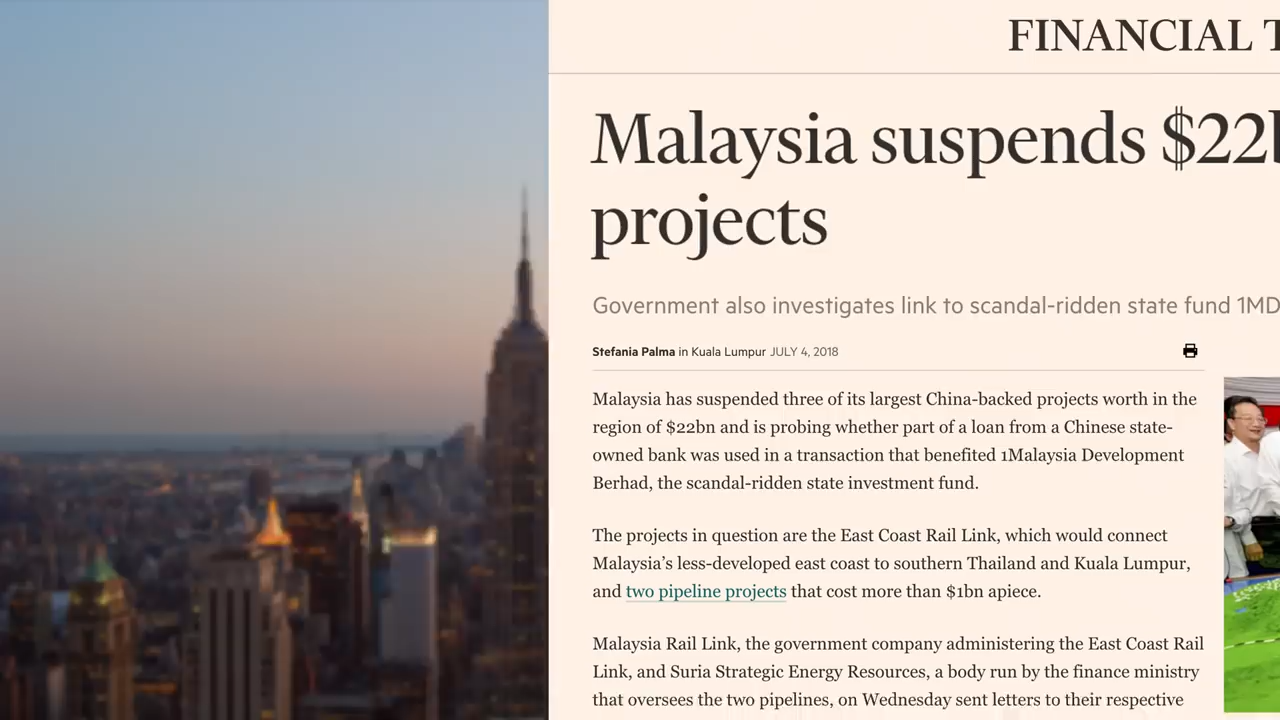 FINANCIAL T
Malaysia suspends $22b
projects
Government also investigates link to scandal-ridden state fund 1MD
Stefania Palma in Kuala Lumpur JULY 4, 2018
Malaysia has suspended three of its largest China-backed projects worth in the
region of $22bn and is probing whether part of a loan from a Chinese state-
owned bank was used in a transaction that benefited 1Malaysia Development
Berhad, the scandal-ridden state investment fund.
The projects in question are the East Coast Rail Link, which would connect
Malaysia’s less-developed east coast to southern Thailand and Kuala Lumpur,
and two pipeline projects that cost more than $1bn apiece.
Malaysia Rail Link, the government company administering the East Coast Rail
Link, and Suria Strategic Energy Resources, a body run by the finance ministry
that oversees the two pipelines, on Wednesday sent letters to their respective